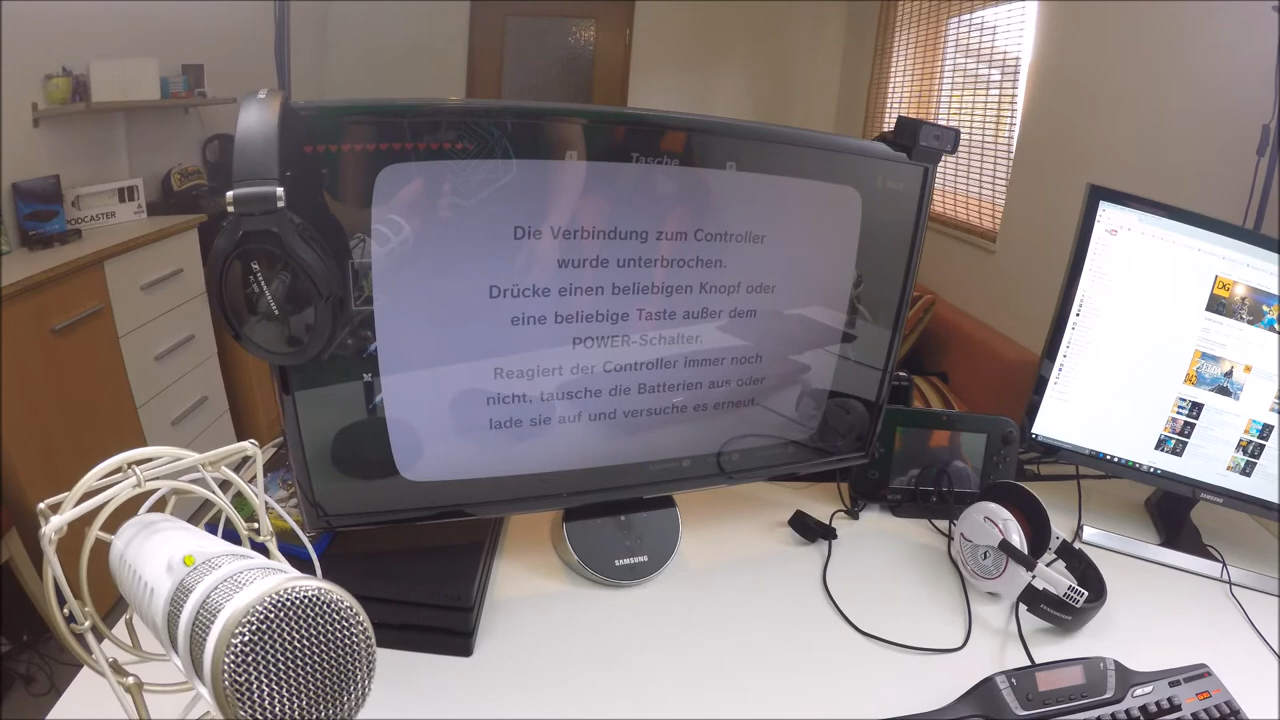 Tasche
Die Verbindung zum Controller
wurde unterbrochen.
Drücke einen beliebigen Knopf oder
eine beliebige Taste außer dem
POWER-Schalter.
Reagiert der Controller immer noch
nicht, tausche die Batterien aus oder
lade sie auf und versuche es erneut.
SAMSUNG
SENNHEISER
PODCASTER
DG
ZELDA
SAMSUNG
SENNHEISER